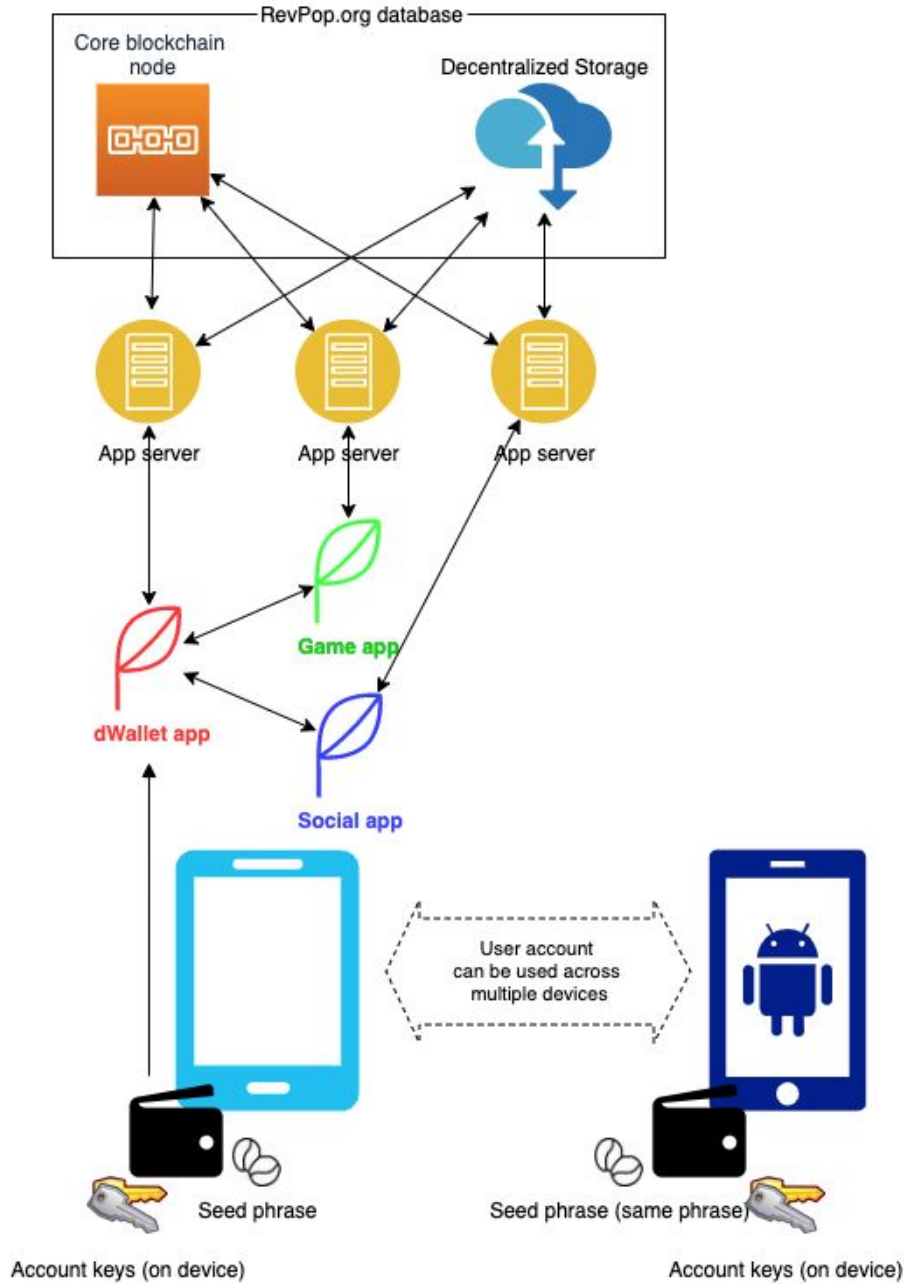 RevPop.org database
Core blockchain
node
Decentralized Storage
App server
App server
App server
Game app
dWallet app
Social app
User account
can be used across
multiple devices
Seed phrase
Seed phrase (same phrase)
Account keys (on device)
Account keys (on device)